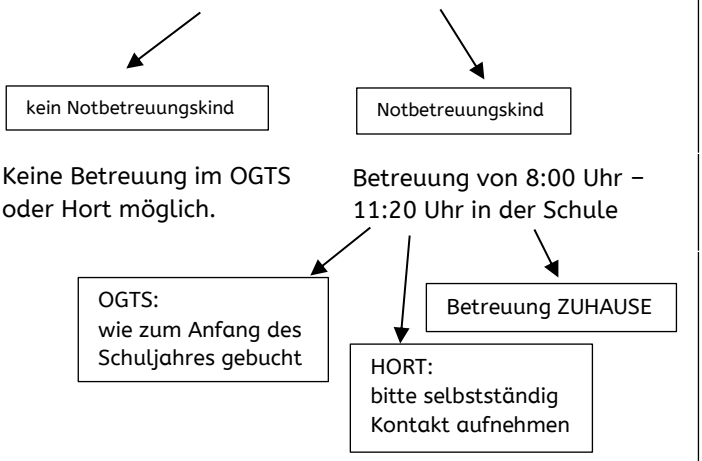 kein Notbetreuungskind
Notbetreuungskind
Keine Betreuung im OGTS
oder Hort möglich.
Betreuung von 8:00 Uhr –
11:20 Uhr in der Schule
OGTS:
wie zum Anfang des
Schuljahres gebucht
HORT:
bitte selbstständig
Kontakt aufnehmen
Betreuung ZUHAUSE